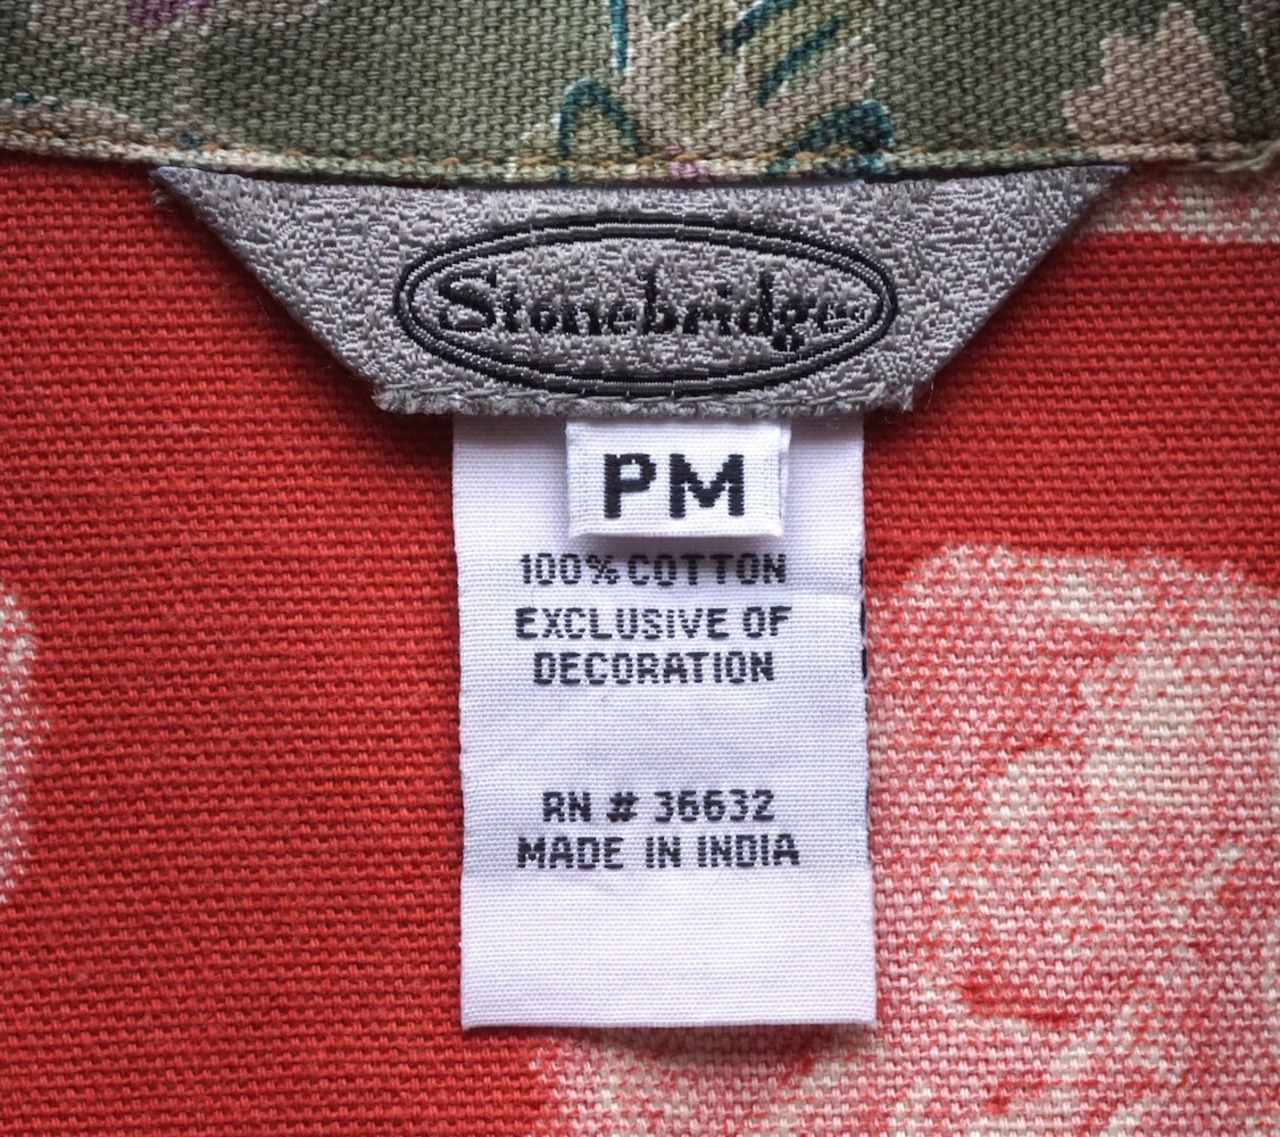 Stonebridge
PM
100% COTTON
EXCLUSIVE OF
DECORATION
RN # 36632
MADE IN INDIA